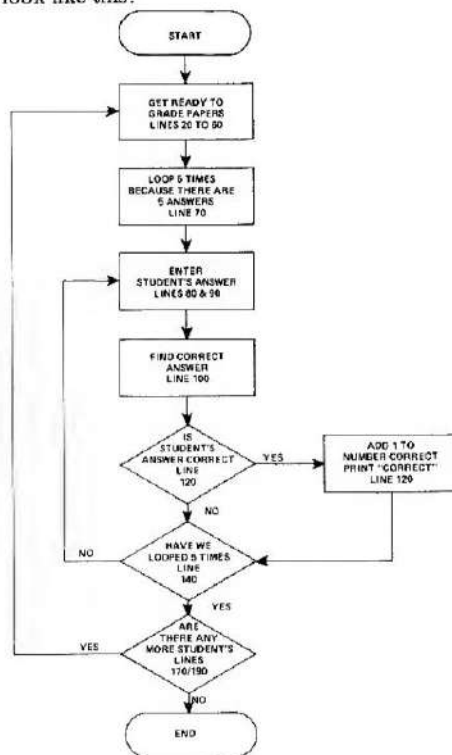 START
GET READY TO
GRADE PAPERS
LINES 20 TO 60
LOOP 5 TIMES
BECAUSE THERE ARE
5 ANSWERS
LINE 70
ENTER
STUDENT'S ANSWER
LINES 80 & 90
FIND CORRECT
ANSWER
LINE 100
IS
STUDENT'S
ANSWER CORRECT
LINE
120
YES
ADD 1 TO
NUMBER CORRECT
PRINT "CORRECT"
LINE 120
NO
HAVE WE
LOOPED 5 TIMES
LINE
140
NO
YES
ARE
THERE ANY
MORE STUDENT'S
LINES
170/190
YES
NO
END